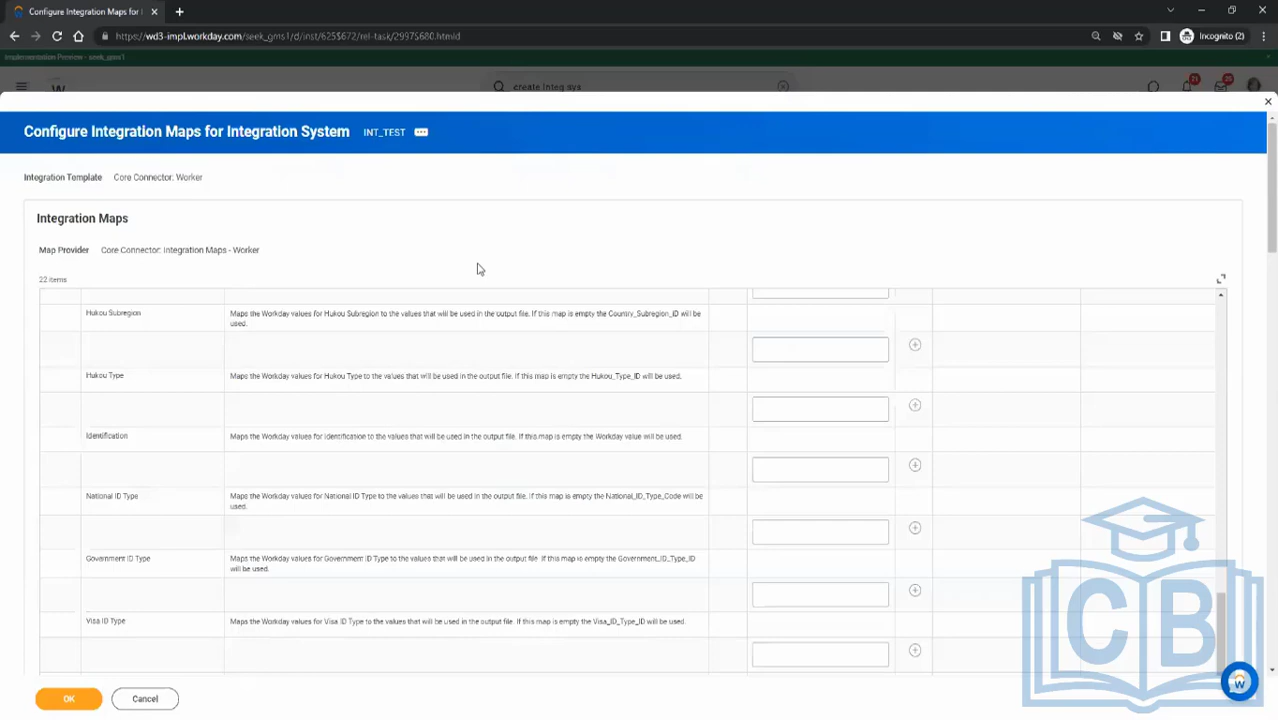 Configure Integration Maps for I
https://wd3-impl.workday.com/seek_gms1/d/inst/625$672/rel-task/2997$680.htmld
Incognito (2)
Implementation Preview - seek_gms1
create integ sys
Configure Integration Maps for Integration System INT_TEST
Integration Template Core Connector: Worker
Integration Maps
Map Provider Core Connector: Integration Maps - Worker
22 items
Hukou Subregion
Maps the Workday values for Hukou Subregion to the values that will be used in the output file. If this map is empty the Country_Subregion_ID will be
used.
Hukou Type
Maps the Workday values for Hukou Type to the values that will be used in the output file. If this map is empty the Hukou_Type_ID will be used.
Identification
Maps the Workday values for Identification to the values that will be used in the output file. If this map is empty the Workday value will be used.
National ID Type
Maps the Workday values for National ID Type to the values that will be used in the output file. If this map is empty the National_ID_Type_Code will be
used.
Government ID Type
Maps the Workday values for Government ID Type to the values that will be used in the output file. If this map is empty the Government_ID_Type_ID
will be used.
Visa ID Type
Maps the Workday values for Visa ID Type to the values that will be used in the output file. If this map is empty the Visa_ID_Type_ID will be used.
OK
Cancel
CB